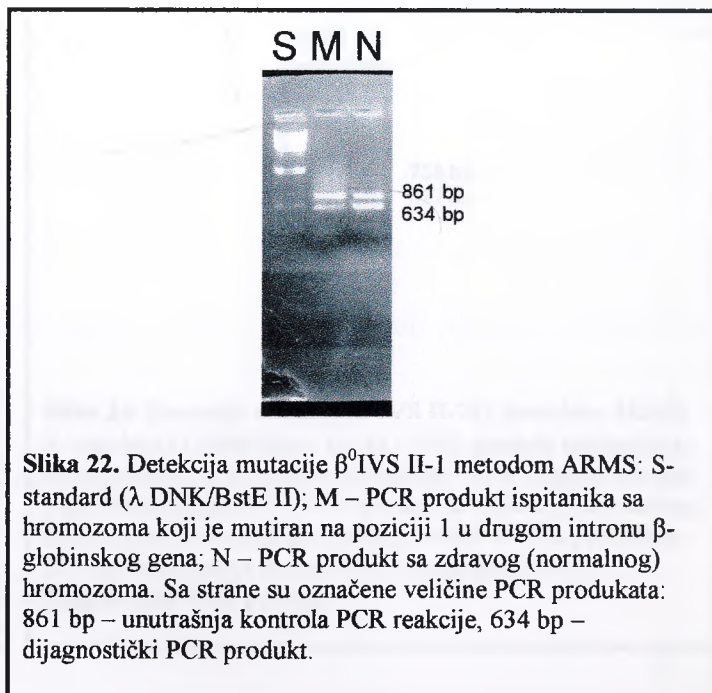 S M N
861 bp
634 bp
Slika 22. Detekcija mutacije β⁰IVS II-1 metodom ARMS: S-
standard (λ DNK/BstE II); M – PCR produkt ispitanika sa
hromozoma koji je mutiran na poziciji 1 u drugom intronu β-
globinskog gena; N – PCR produkt sa zdravog (normalnog)
hromozoma. Sa strane su označene veličine PCR produkata:
861 bp – unutrašnja kontrola PCR reakcije, 634 bp –
dijagnostički PCR produkt.